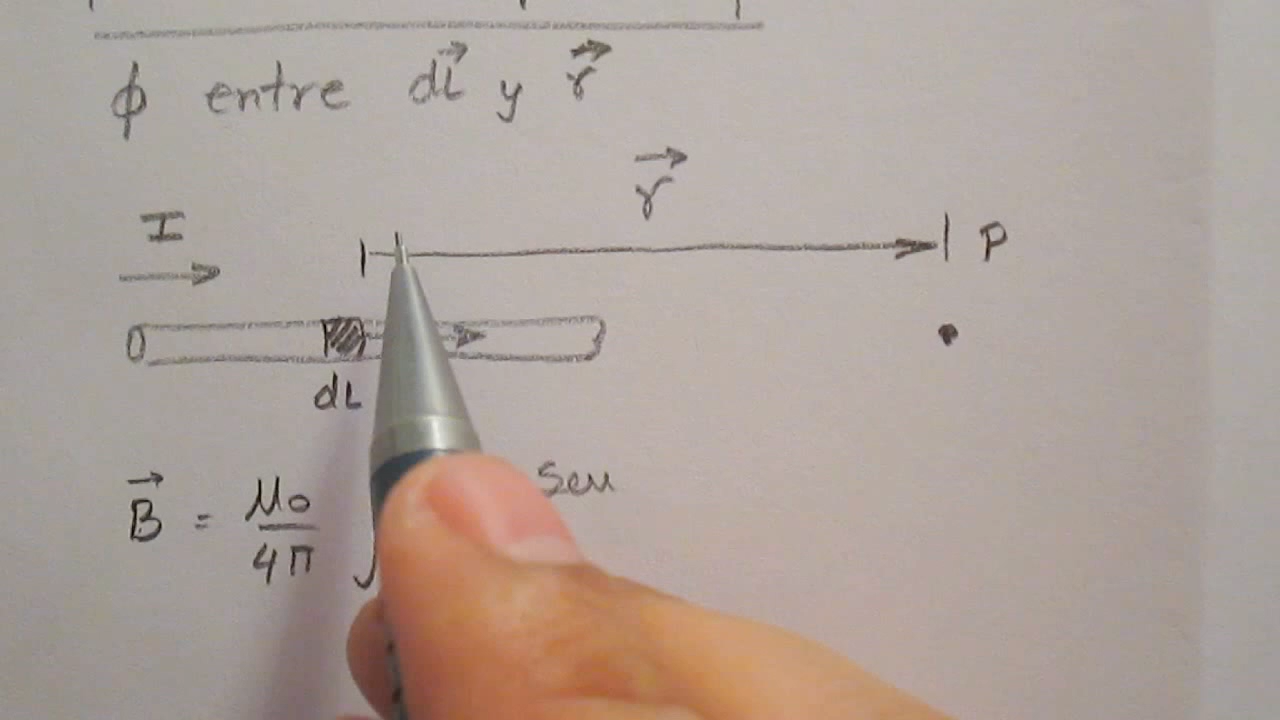 ϕ entre dL⃗ y r⃗
r⃗
I
P
dL
B⃗ = μ₀/4π ∫ Sen